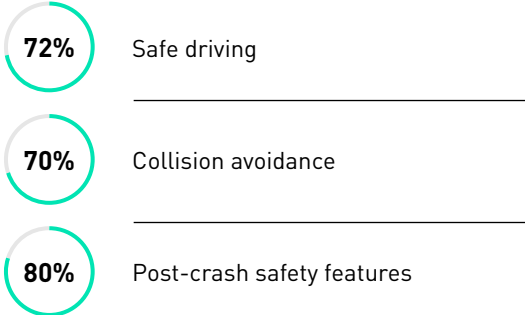 72%
Safe driving
70%
Collision avoidance
80%
Post-crash safety features